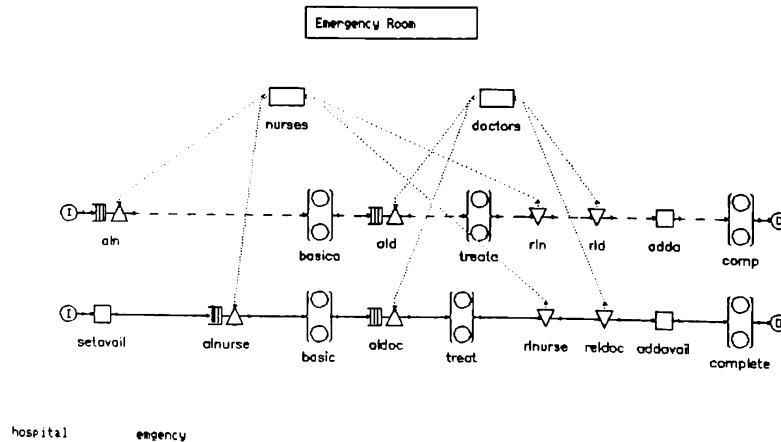 Emergency Room
nurses doctors
I aln basica ald treata rln rld adda comp O
I setavail alnurse basic aldoc treat rlnurse reldoc addavail complete O
hospital emgency